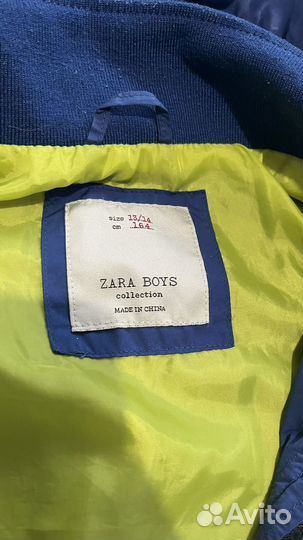 size 13/14
cm 164
ZARA BOYS
collection
MADE IN CHINA
Avito